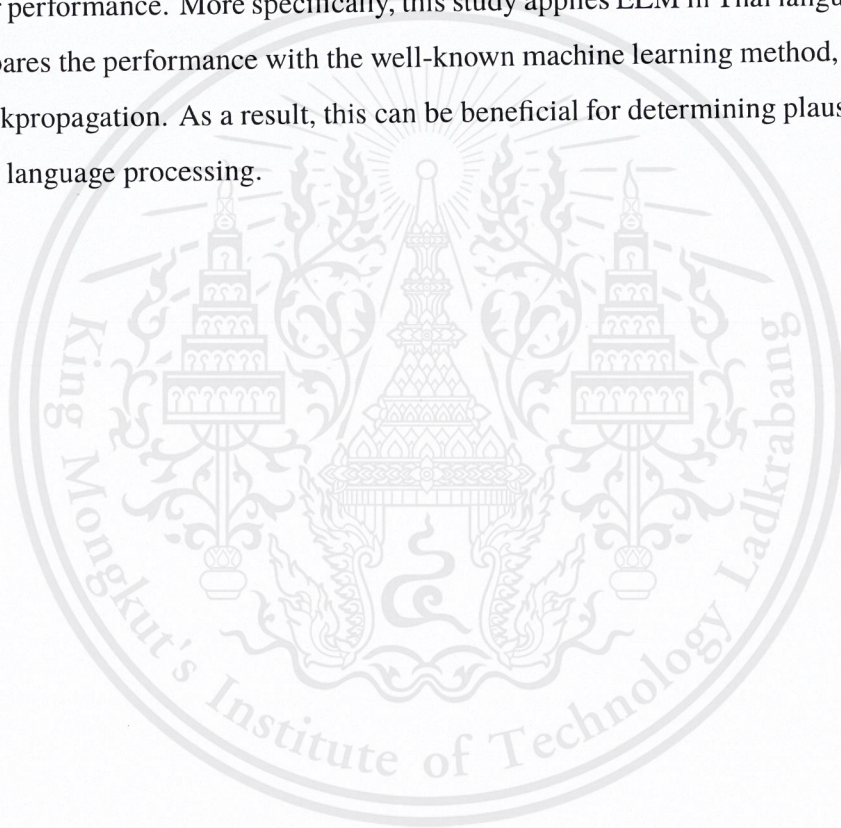 performance. More specifically, this study applies ELM in Thai langu
ares the performance with the well-known machine learning method,
kpropagation. As a result, this can be beneficial for determining plaus
language processing.
King Mongkut's Institute of Technology Ladkrabang